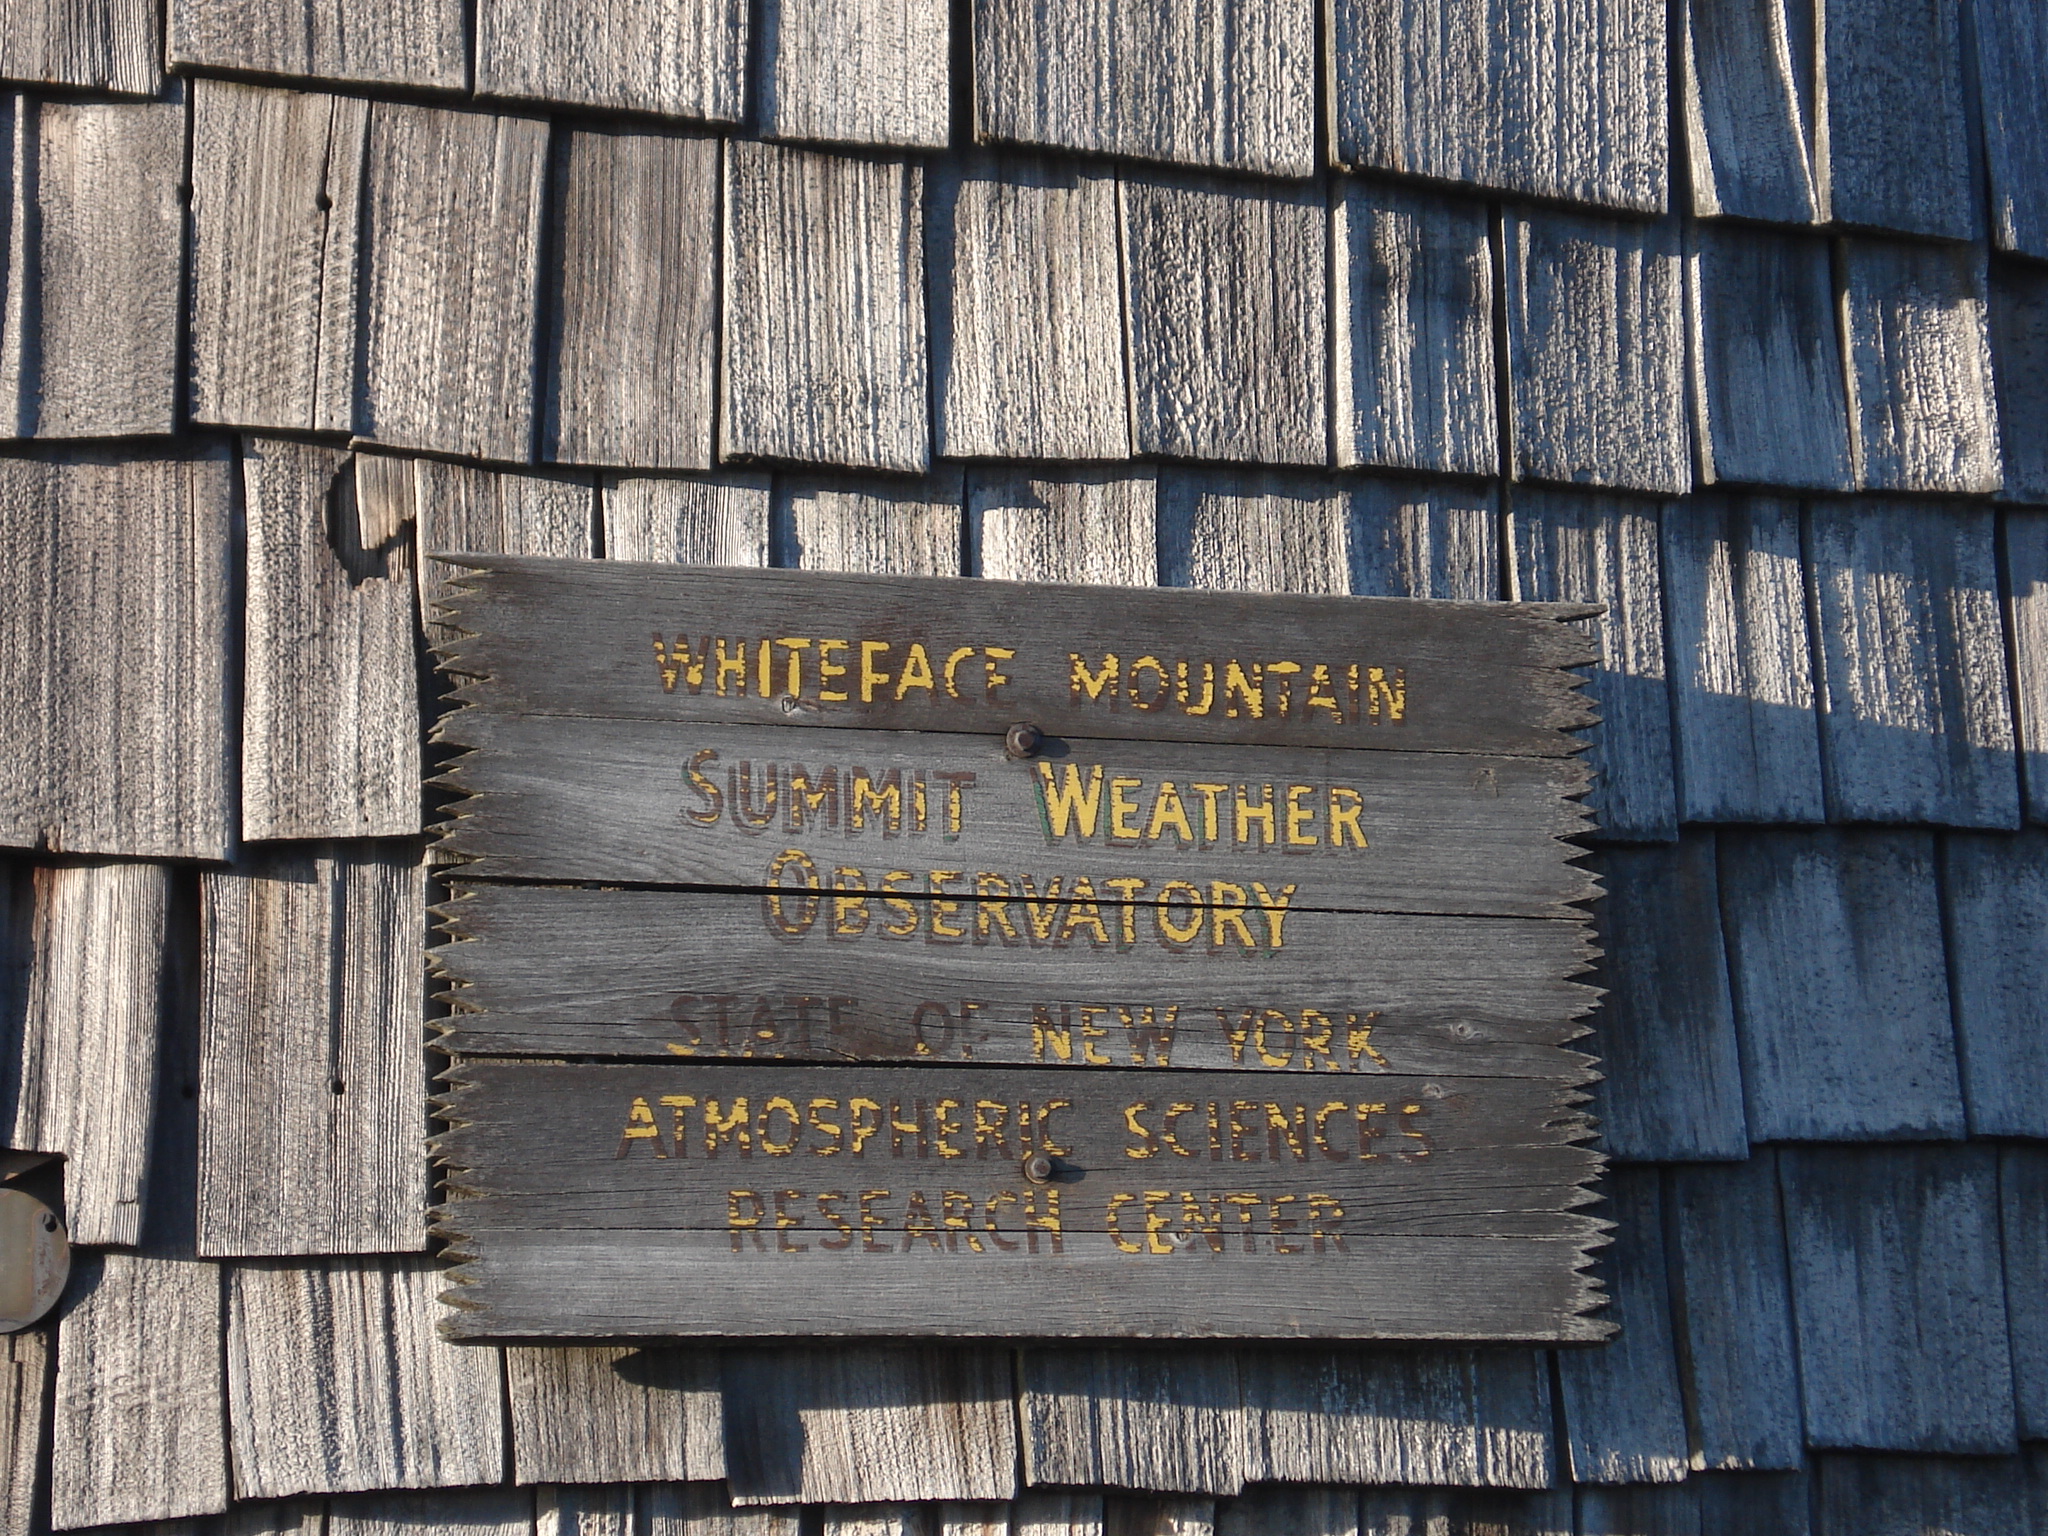 WHITEFACE MOUNTAIN
SUMMIT WEATHER
OBSERVATORY
STATE OF NEW YORK
ATMOSPHERIC SCIENCES
RESEARCH CENTER